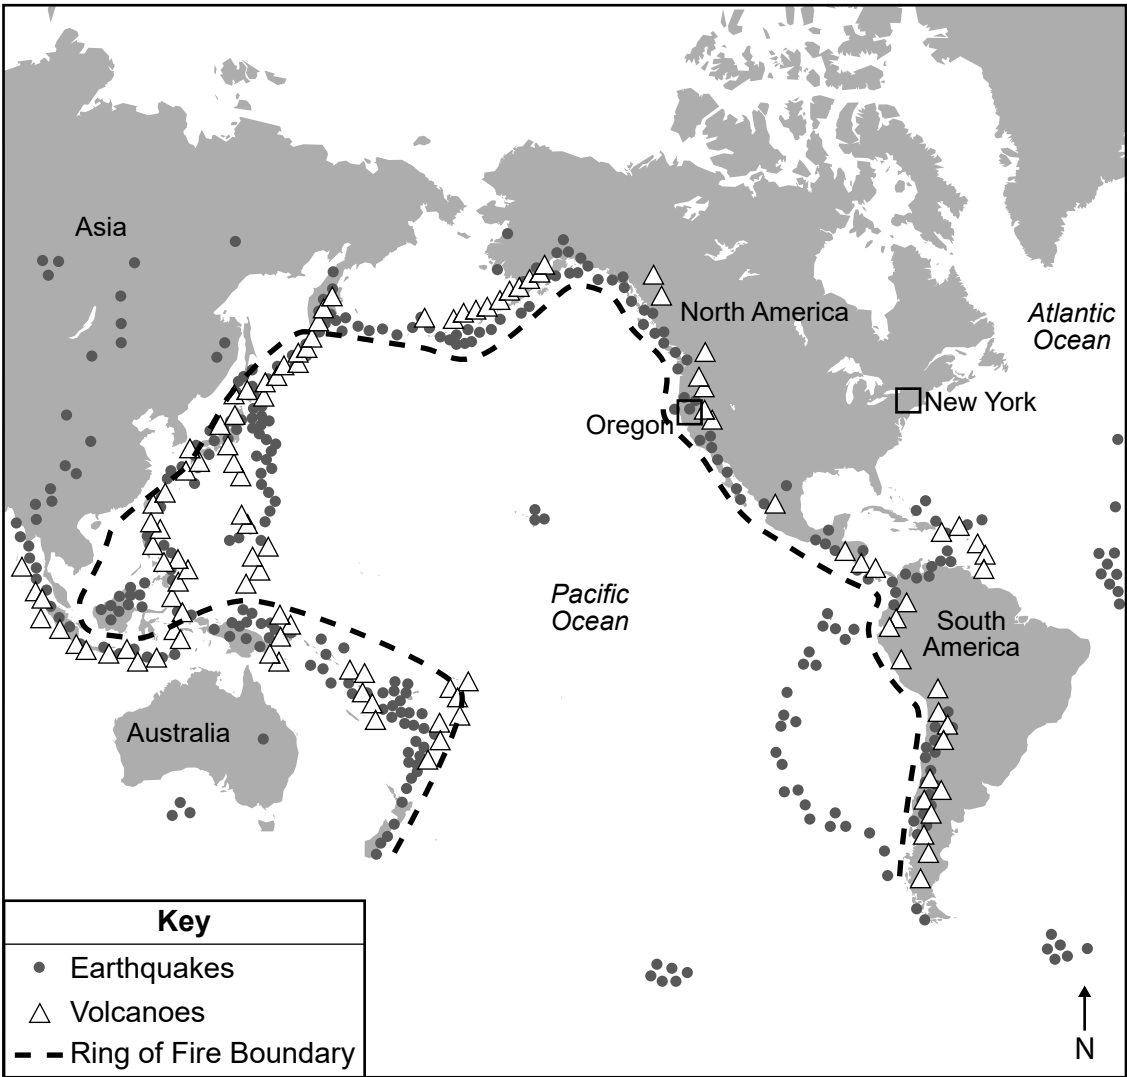 Asia
North America
Atlantic
Ocean
New York
Oregon
Pacific
Ocean
South
America
Australia
Key
Earthquakes
Volcanoes
Ring of Fire Boundary
N